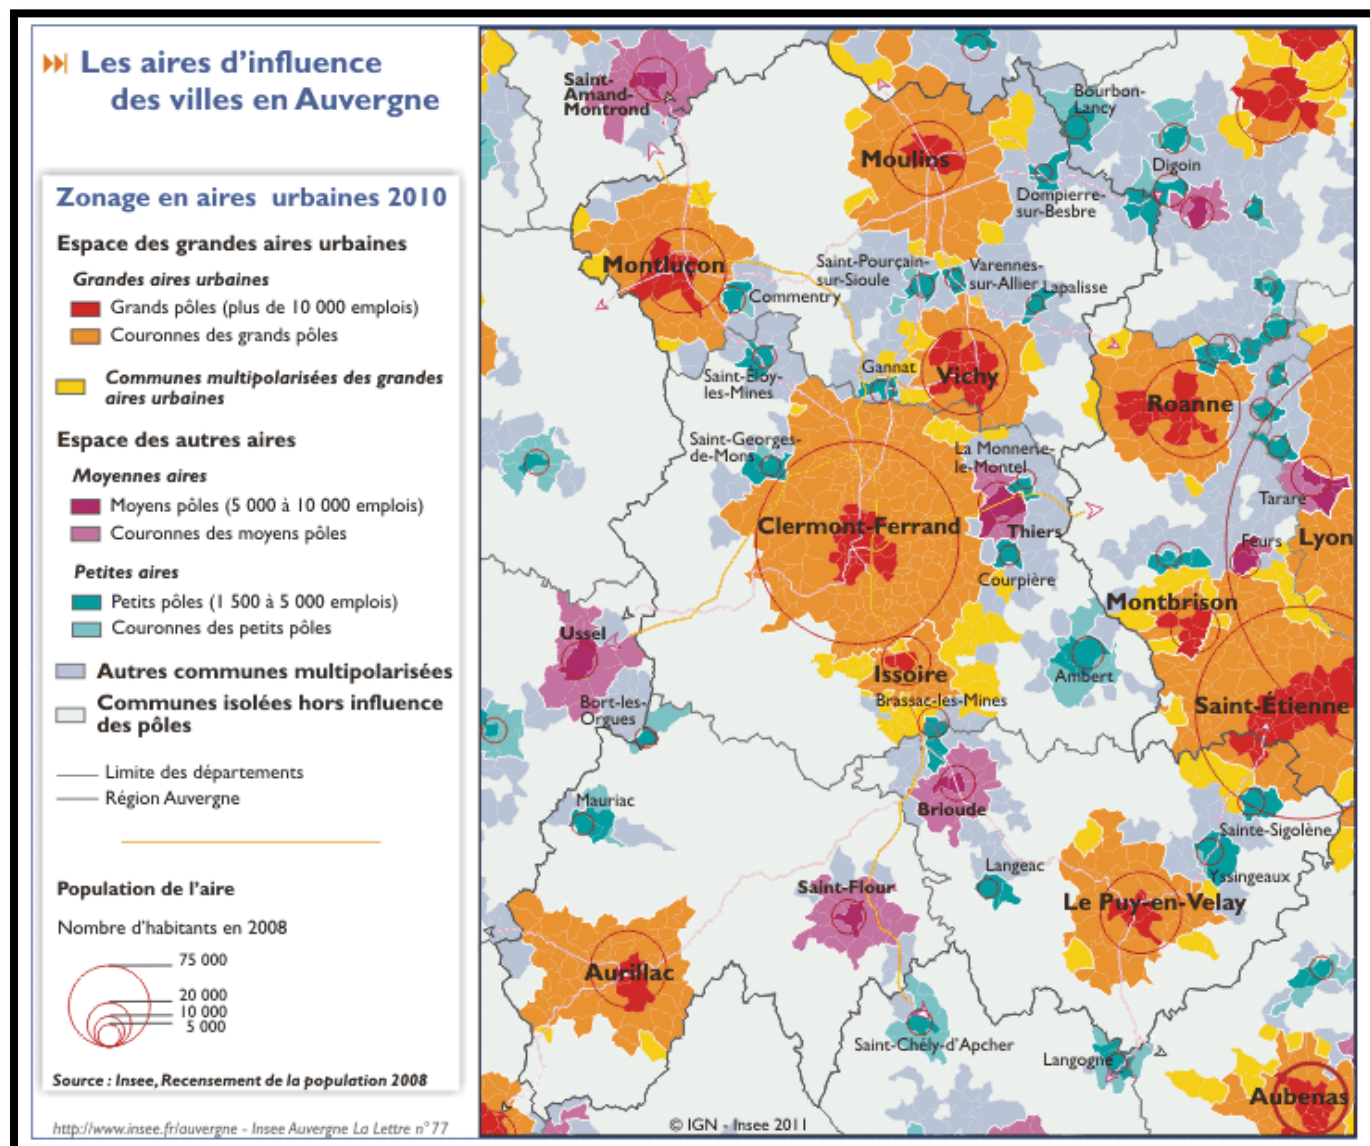 Les aires d'influence
des villes en Auvergne
Zonage en aires urbaines 2010
Espace des grandes aires urbaines
Grandes aires urbaines
Grands pôles (plus de 10 000 emplois)
Couronnes des grands pôles
Communes multipolarisées des grandes
aires urbaines
Espace des autres aires
Moyennes aires
Moyens pôles (5 000 à 10 000 emplois)
Couronnes des moyens pôles
Petites aires
Petits pôles (1 500 à 5 000 emplois)
Couronnes des petits pôles
Autres communes multipolarisées
Communes isolées hors influence
des pôles
Limite des départements
Région Auvergne
Population de l'aire
Nombre d'habitants en 2008
75 000
20 000
10 000
5 000
Source : Insee, Recensement de la population 2008
http://www.insee.fr/auvergne - Insee Auvergne La Lettre n° 77
Saint-
Amand-
Montrond
Bourbon-
Lancy
Moulins
Digoin
Dompierre-
sur-Besbre
Montluçon
Commentry
Saint-Pourçain-
sur-Sioule
Varennes-
sur-Allier
Lapalisse
Saint-Éloy-
les-Mines
Gannat
Vichy
Roanne
Saint-Georges-
de-Mons
La Monnerie-
le-Montel
Tarare
Clermont-Ferrand
Thiers
Feurs
Lyon
Courpière
Montbrison
Ussel
Issoire
Ambert
Bort-les-
Orgues
Brassac-les-Mines
Saint-Étienne
Mauriac
Brioude
Sainte-Sigolène
Langeac
Yssingeaux
Saint-Flour
Le Puy-en-Velay
Aurillac
Saint-Chély-d'Apcher
Langogne
Aubenas
© IGN - Insee 2011